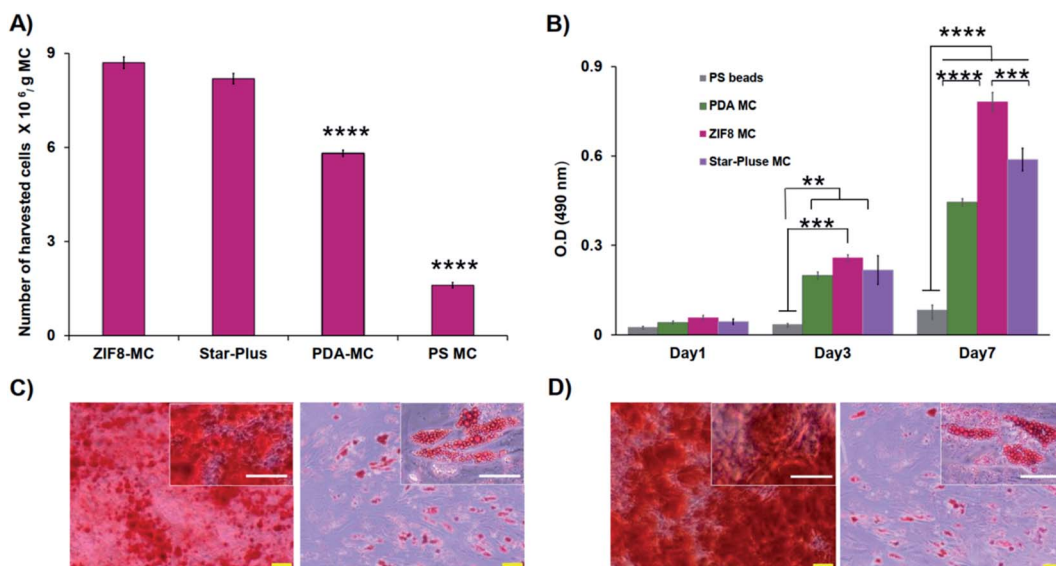 A)
Number of harvested cells X 10 6/ g MC
9
6
3
0
****
****
ZIF8-MC Star-Plus PDA-MC PS MC
B)
O.D (490 nm)
0.9
0.6
0.3
0
PS beads
PDA MC
ZIF8 MC
Star-Pluse MC
**
***
****
**** ***
Day1 Day3 Day7
C)
D)